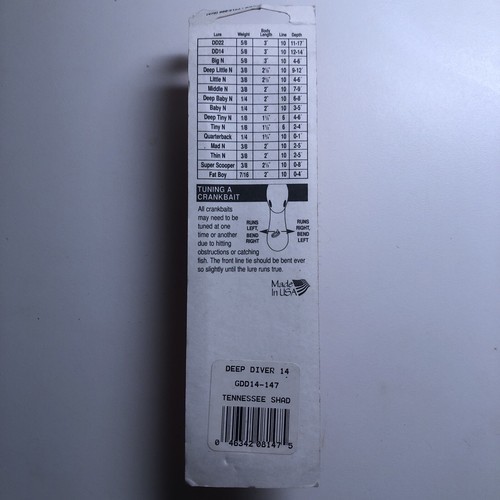 Lure Weight Body Length Line Depth
DD22 5/8 3" 10 11-17'
DD14 5/8 3" 10 12-14'
Big N 5/8 3" 10 4-6'
Deep Little N 3/8 2½" 10 9-12'
Little N 3/8 2½" 10 4-6'
Middle N 3/8 2" 10 7-9'
Deep Baby N 1/4 2" 10 6-8'
Baby N 1/4 2" 10 3-5'
Deep Tiny N 1/8 1½" 6 4-6'
Tiny N 1/8 1½" 6 2-4'
Quarterback 1/4 1¾" 10 0-1'
Mad N 3/8 2" 10 2-5'
Thin N 3/8 2" 10 2-5'
Super Scooper 3/8 2½" 10 0-8'
Fat Boy 7/16 2" 10 0-4'
TUNING A
CRANKBAIT
All crankbaits
may need to be
tuned at one
time or another
due to hitting
obstructions or catching
fish. The front line tie should be bent ever
so slightly until the lure runs true.
RUNS
LEFT,
BEND
RIGHT
RUNS
RIGHT,
BEND
LEFT
Made
In USA
DEEP DIVER 14
GDD14-147
TENNESSEE SHAD
0 46342 08147 5